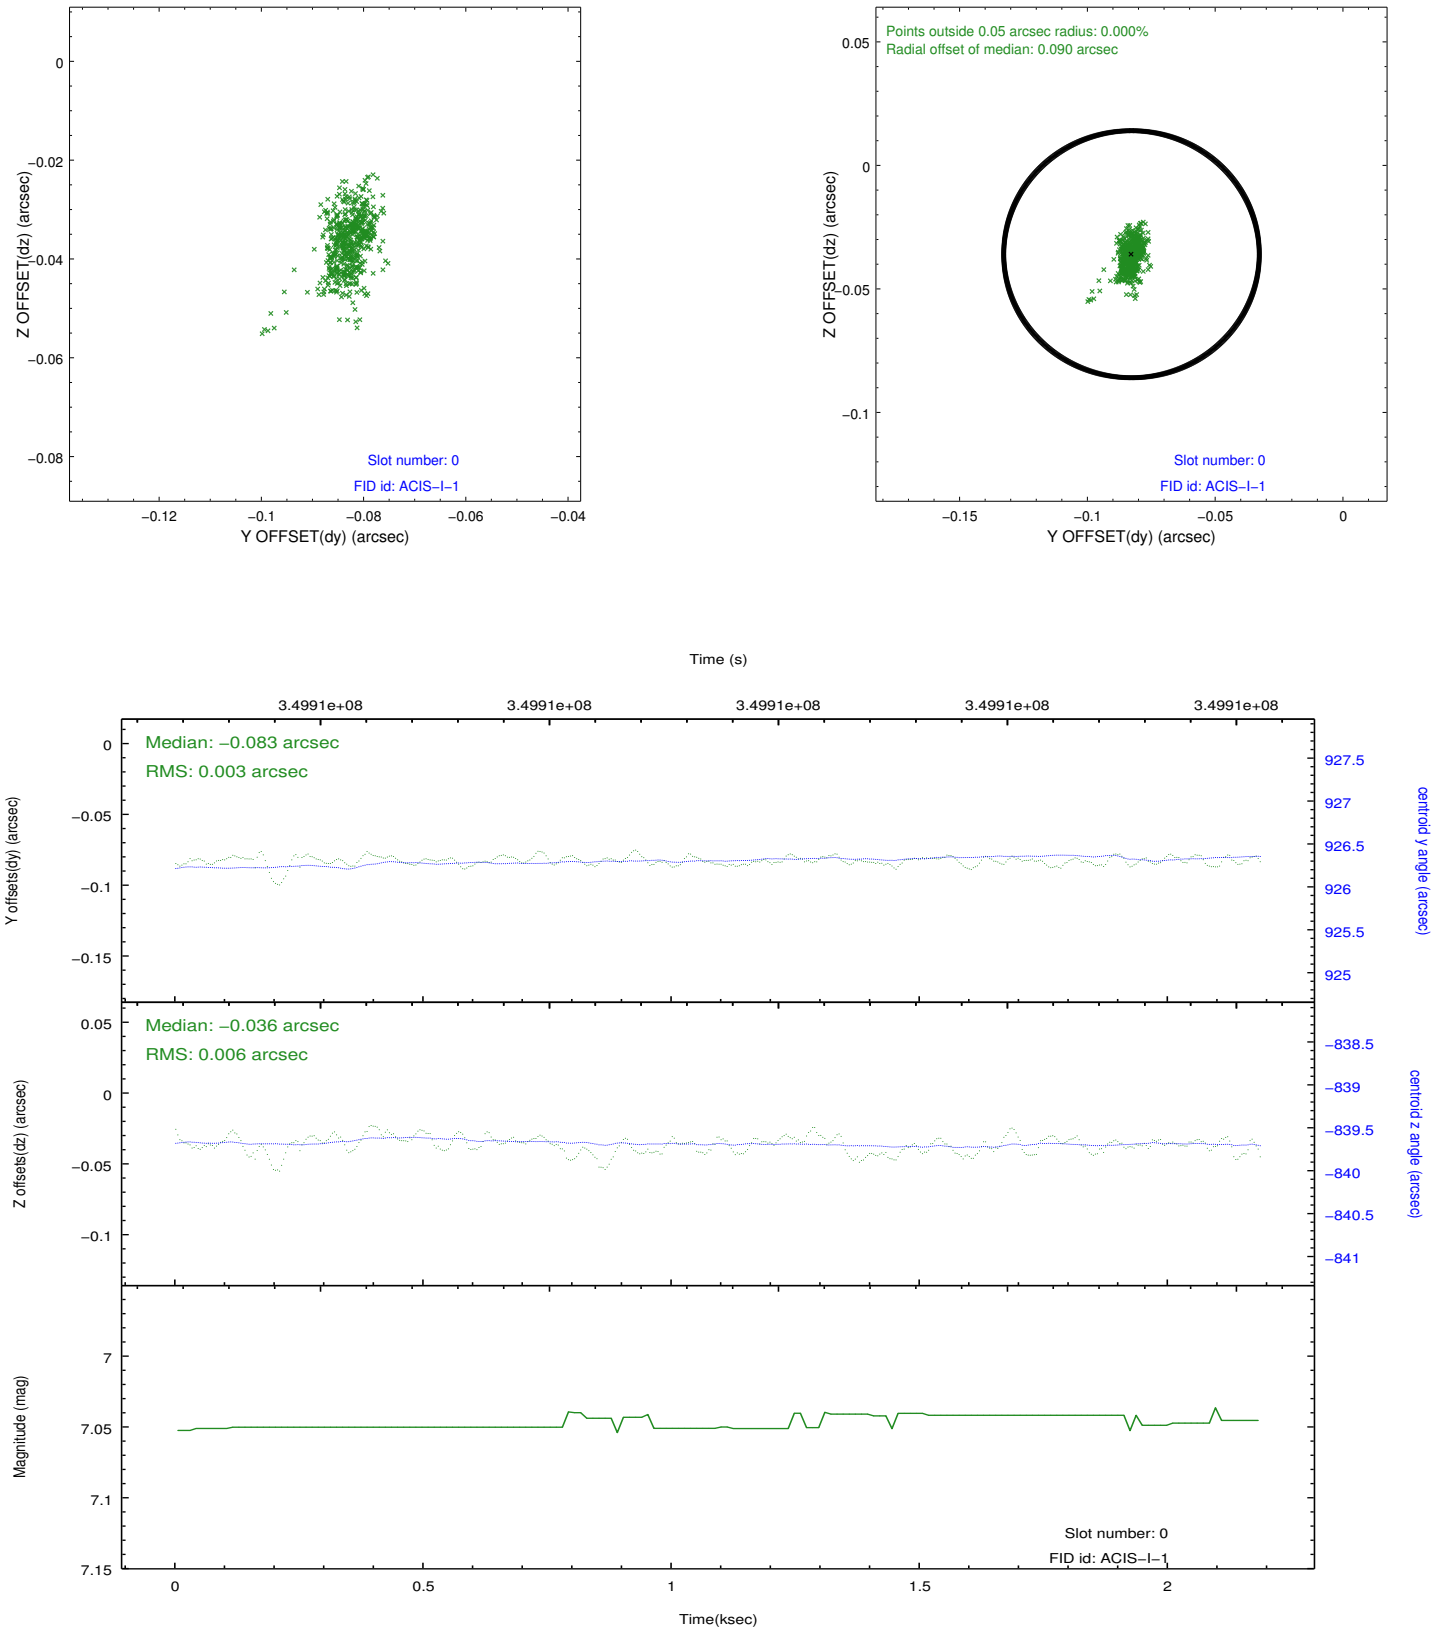 0
−0.02
−0.04
−0.06
−0.08
Z OFFSET(dz) (arcsec)
Slot number: 0
FID id: ACIS−I−1
−0.12
−0.1
−0.08
−0.06
−0.04
Y OFFSET(dy) (arcsec)
Points outside 0.05 arcsec radius: 0.000%
Radial offset of median: 0.090 arcsec
0.05
0
−0.05
−0.1
Z OFFSET(dz) (arcsec)
Slot number: 0
FID id: ACIS−I−1
−0.15
−0.1
−0.05
0
Y OFFSET(dy) (arcsec)
Time (s)
3.4991e+08
3.4991e+08
3.4991e+08
3.4991e+08
3.4991e+08
Median: −0.083 arcsec
RMS: 0.003 arcsec
0
−0.05
−0.1
−0.15
Y offsets(dy) (arcsec)
927.5
927
926.5
926
925.5
925
centroid y angle (arcsec)
Median: −0.036 arcsec
RMS: 0.006 arcsec
0.05
0
−0.05
−0.1
Z offsets(dz) (arcsec)
−838.5
−839
−839.5
−840
−840.5
−841
centroid z angle (arcsec)
7
7.05
7.1
7.15
Magnitude (mag)
Slot number: 0
FID id: ACIS−I−1
0
0.5
1
1.5
2
Time(ksec)